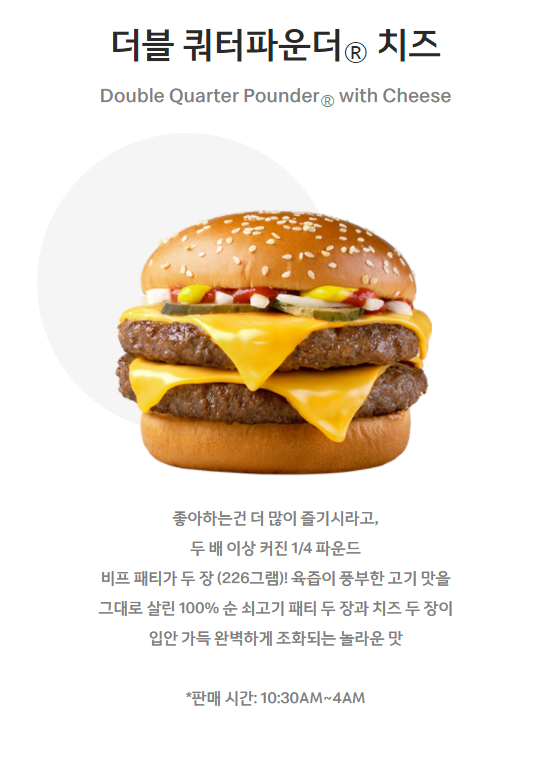 더블 쿼터파운더® 치즈
Double Quarter Pounder® with Cheese
좋아하는건 더 많이 즐기시라고,
두 배 이상 커진 1/4 파운드
비프 패티가 두 장 (226그램)! 육즙이 풍부한 고기 맛을
그대로 살린 100% 순 쇠고기 패티 두 장과 치즈 두 장이
입안 가득 완벽하게 조화되는 놀라운 맛
*판매 시간: 10:30AM~4AM